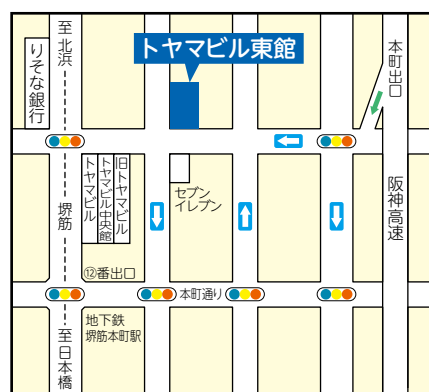 至北浜
りそな銀行
トヤマビル東館
本町出口
トヤマビル
トヤマビル中央館
旧トヤマビル
セブン
イレブン
堺筋
阪神高速
⑫番出口
本町通り
地下鉄
堺筋本町駅
至日本橋